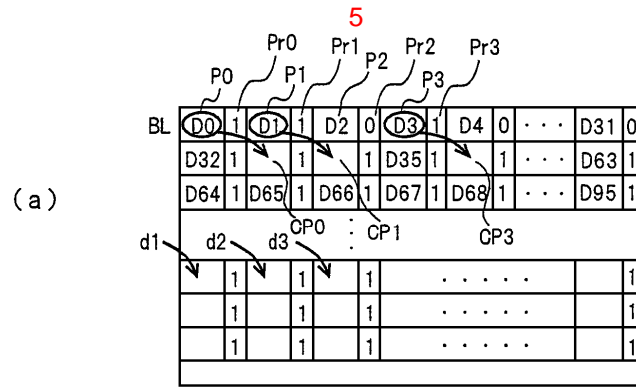 5
Pr0 Pr1 Pr2 Pr3
P0 P1 P2 P3
BL D0 1 D1 1 D2 0 D3 1 D4 0 · · · D31 0
D32 1 1 1 D35 1 1 · · · D63 1
(a) D64 1 D65 1 D66 1 D67 1 D68 1 · · · D95 1
CP0 CP1 CP3
d1 d2 d3
1 1 1 · · · · · 1
1 1 1 · · · · · 1
1 1 1 · · · · · 1